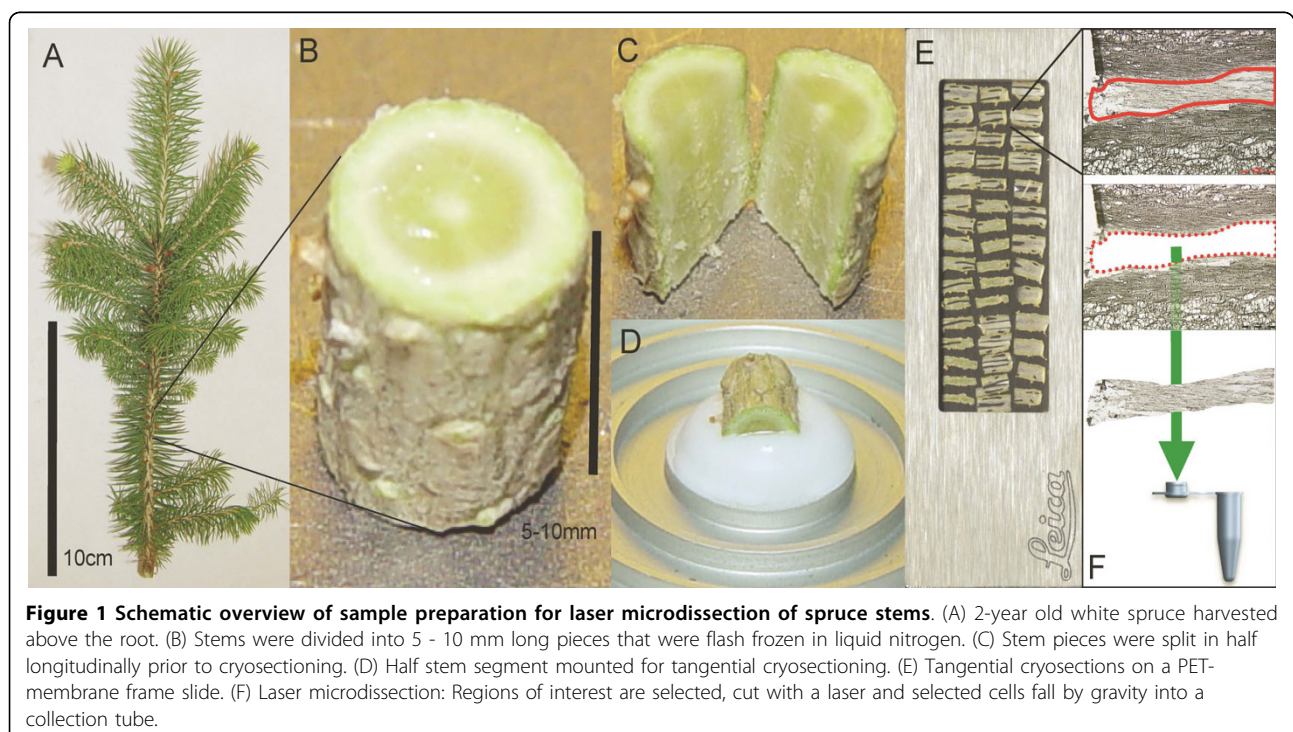 A
B
C
E
D
F
10cm
5-10mm
Leica
Figure 1 Schematic overview of sample preparation for laser microdissection of spruce stems. (A) 2-year old white spruce harvested
above the root. (B) Stems were divided into 5 - 10 mm long pieces that were flash frozen in liquid nitrogen. (C) Stem pieces were split in half
longitudinally prior to cryosectioning. (D) Half stem segment mounted for tangential cryosectioning. (E) Tangential cryosections on a PET-
membrane frame slide. (F) Laser microdissection: Regions of interest are selected, cut with a laser and selected cells fall by gravity into a
collection tube.